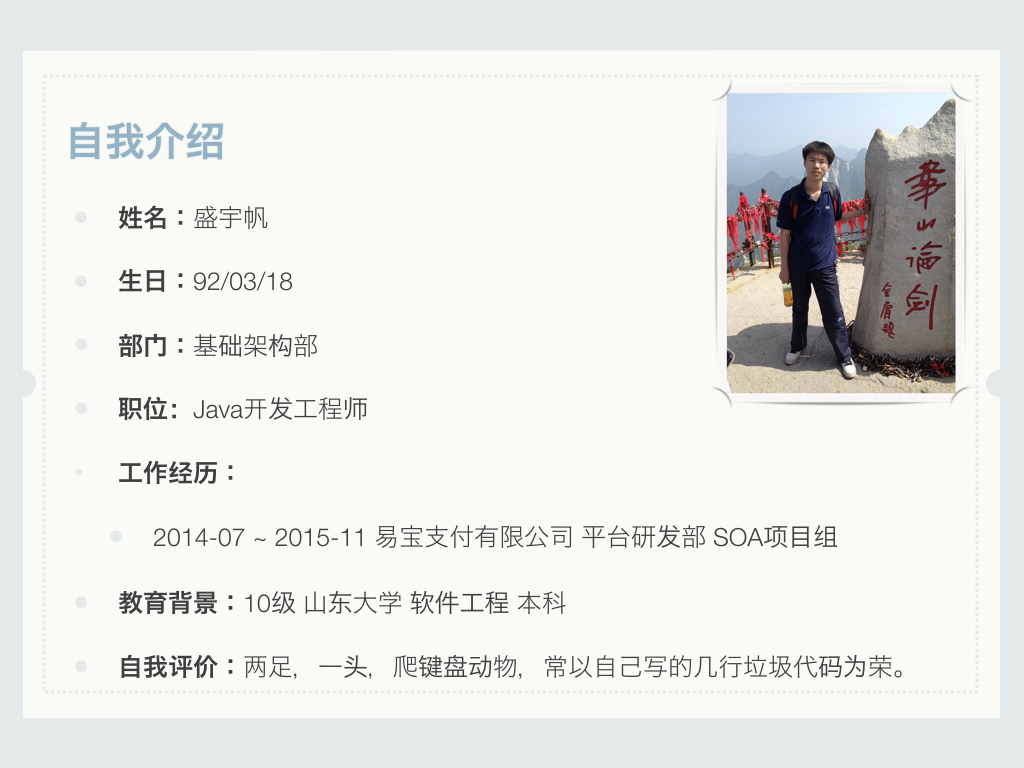 自我介绍
姓名：盛宇帆
生日：92/03/18
部门：基础架构部
职位：Java开发工程师
工作经历：
2014-07 ~ 2015-11 易宝支付有限公司 平台研发部 SOA项目组
教育背景：10级 山东大学 软件工程 本科
自我评价：两足，一头，爬键盘动物，常以自己写的几行垃圾代码为荣。
華山论剑
金庸题